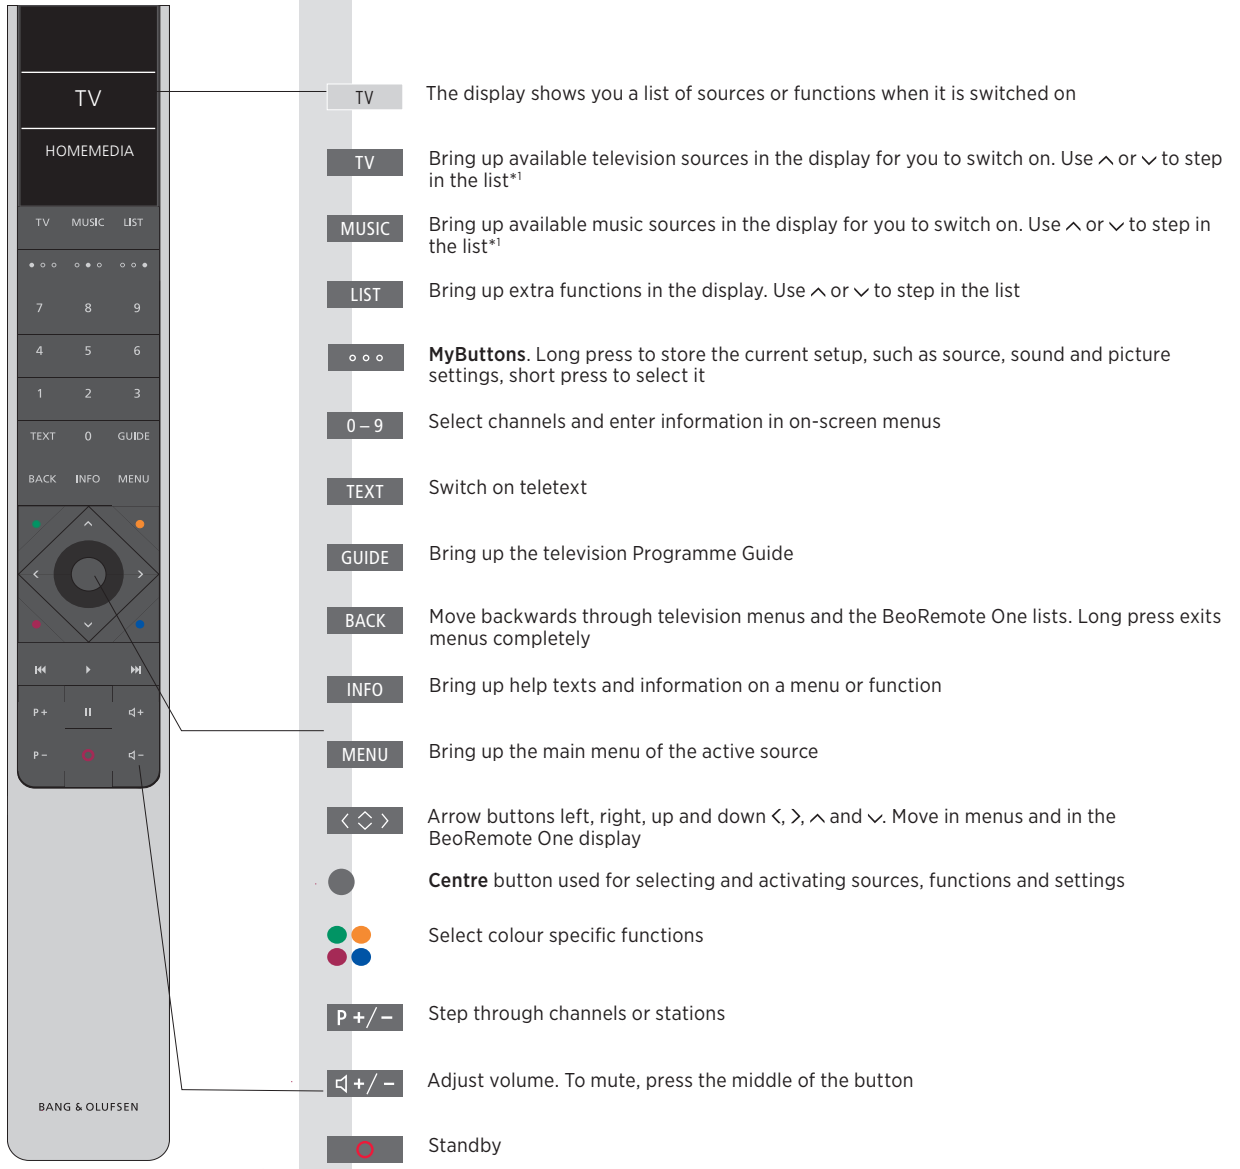 TV
HOMEMEDIA
TV MUSIC LIST
7 8 9
4 5 6
1 2 3
TEXT 0 GUIDE
BACK INFO MENU
P + +
P − −
BANG & OLUFSEN
TV The display shows you a list of sources or functions when it is switched on
TV Bring up available television sources in the display for you to switch on. Use ∧ or ∨ to step
in the list*¹
MUSIC Bring up available music sources in the display for you to switch on. Use ∧ or ∨ to step in
the list*¹
LIST Bring up extra functions in the display. Use ∧ or ∨ to step in the list
MyButtons. Long press to store the current setup, such as source, sound and picture
settings, short press to select it
0 – 9 Select channels and enter information in on-screen menus
TEXT Switch on teletext
GUIDE Bring up the television Programme Guide
BACK Move backwards through television menus and the BeoRemote One lists. Long press exits
menus completely
INFO Bring up help texts and information on a menu or function
MENU Bring up the main menu of the active source
Arrow buttons left, right, up and down <, >, ∧ and ∨. Move in menus and in the
BeoRemote One display
Centre button used for selecting and activating sources, functions and settings
Select colour specific functions
P +/− Step through channels or stations
+/− Adjust volume. To mute, press the middle of the button
Standby